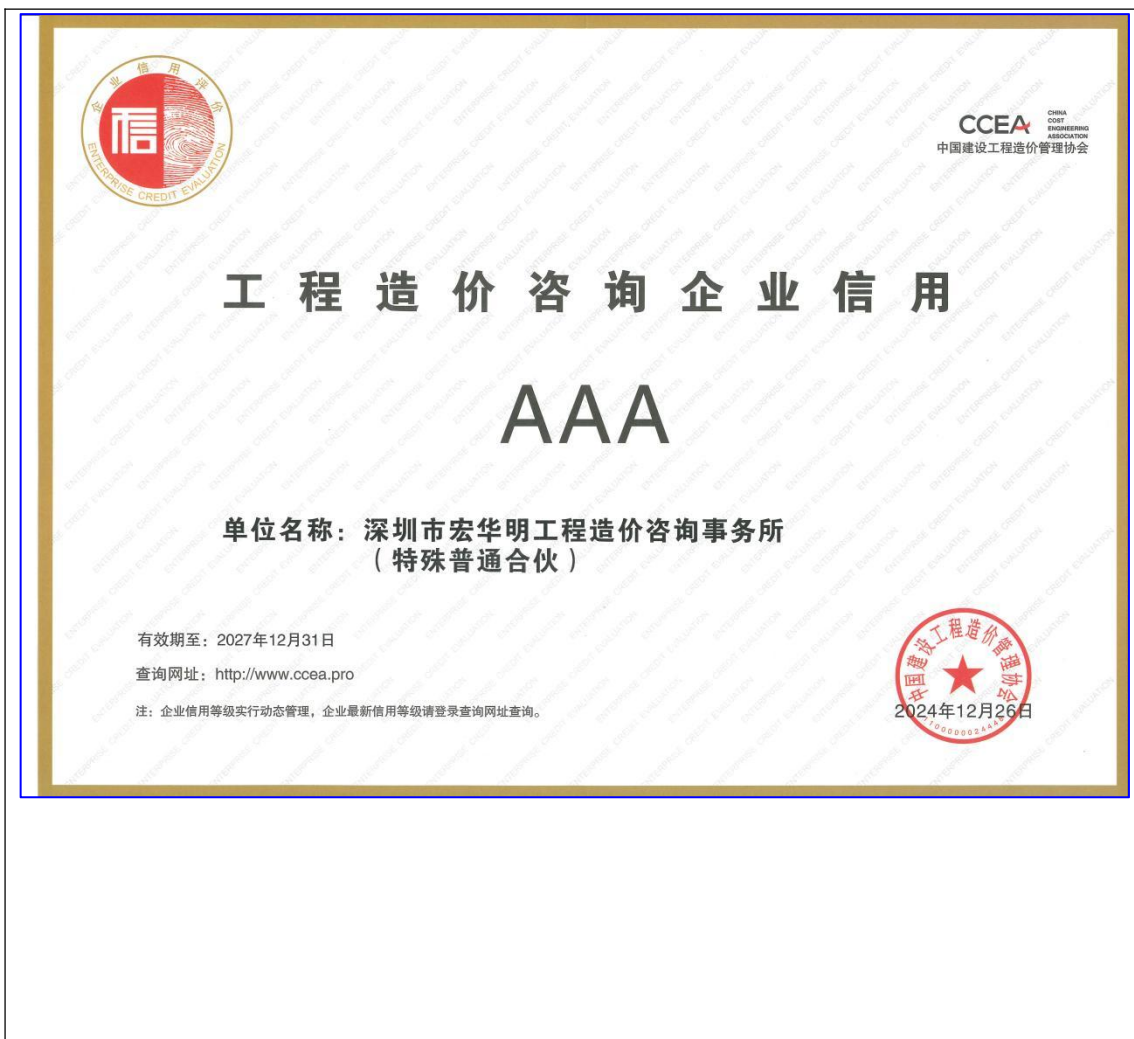 企业信用评价
信
ENTERPRISE CREDIT EVALUATION
CCEA
CHINA
COST
ENGINEERING
ASSOCIATION
中国建设工程造价管理协会
工程造价咨询企业信用
AAA
单位名称：深圳市宏华明工程造价咨询事务所
（特殊普通合伙）
有效期至：2027年12月31日
查询网址：http://www.ccea.pro
注：企业信用等级实行动态管理，企业最新信用等级请登录查询网址查询。
中国建设工程造价管理协会
2024年12月26日